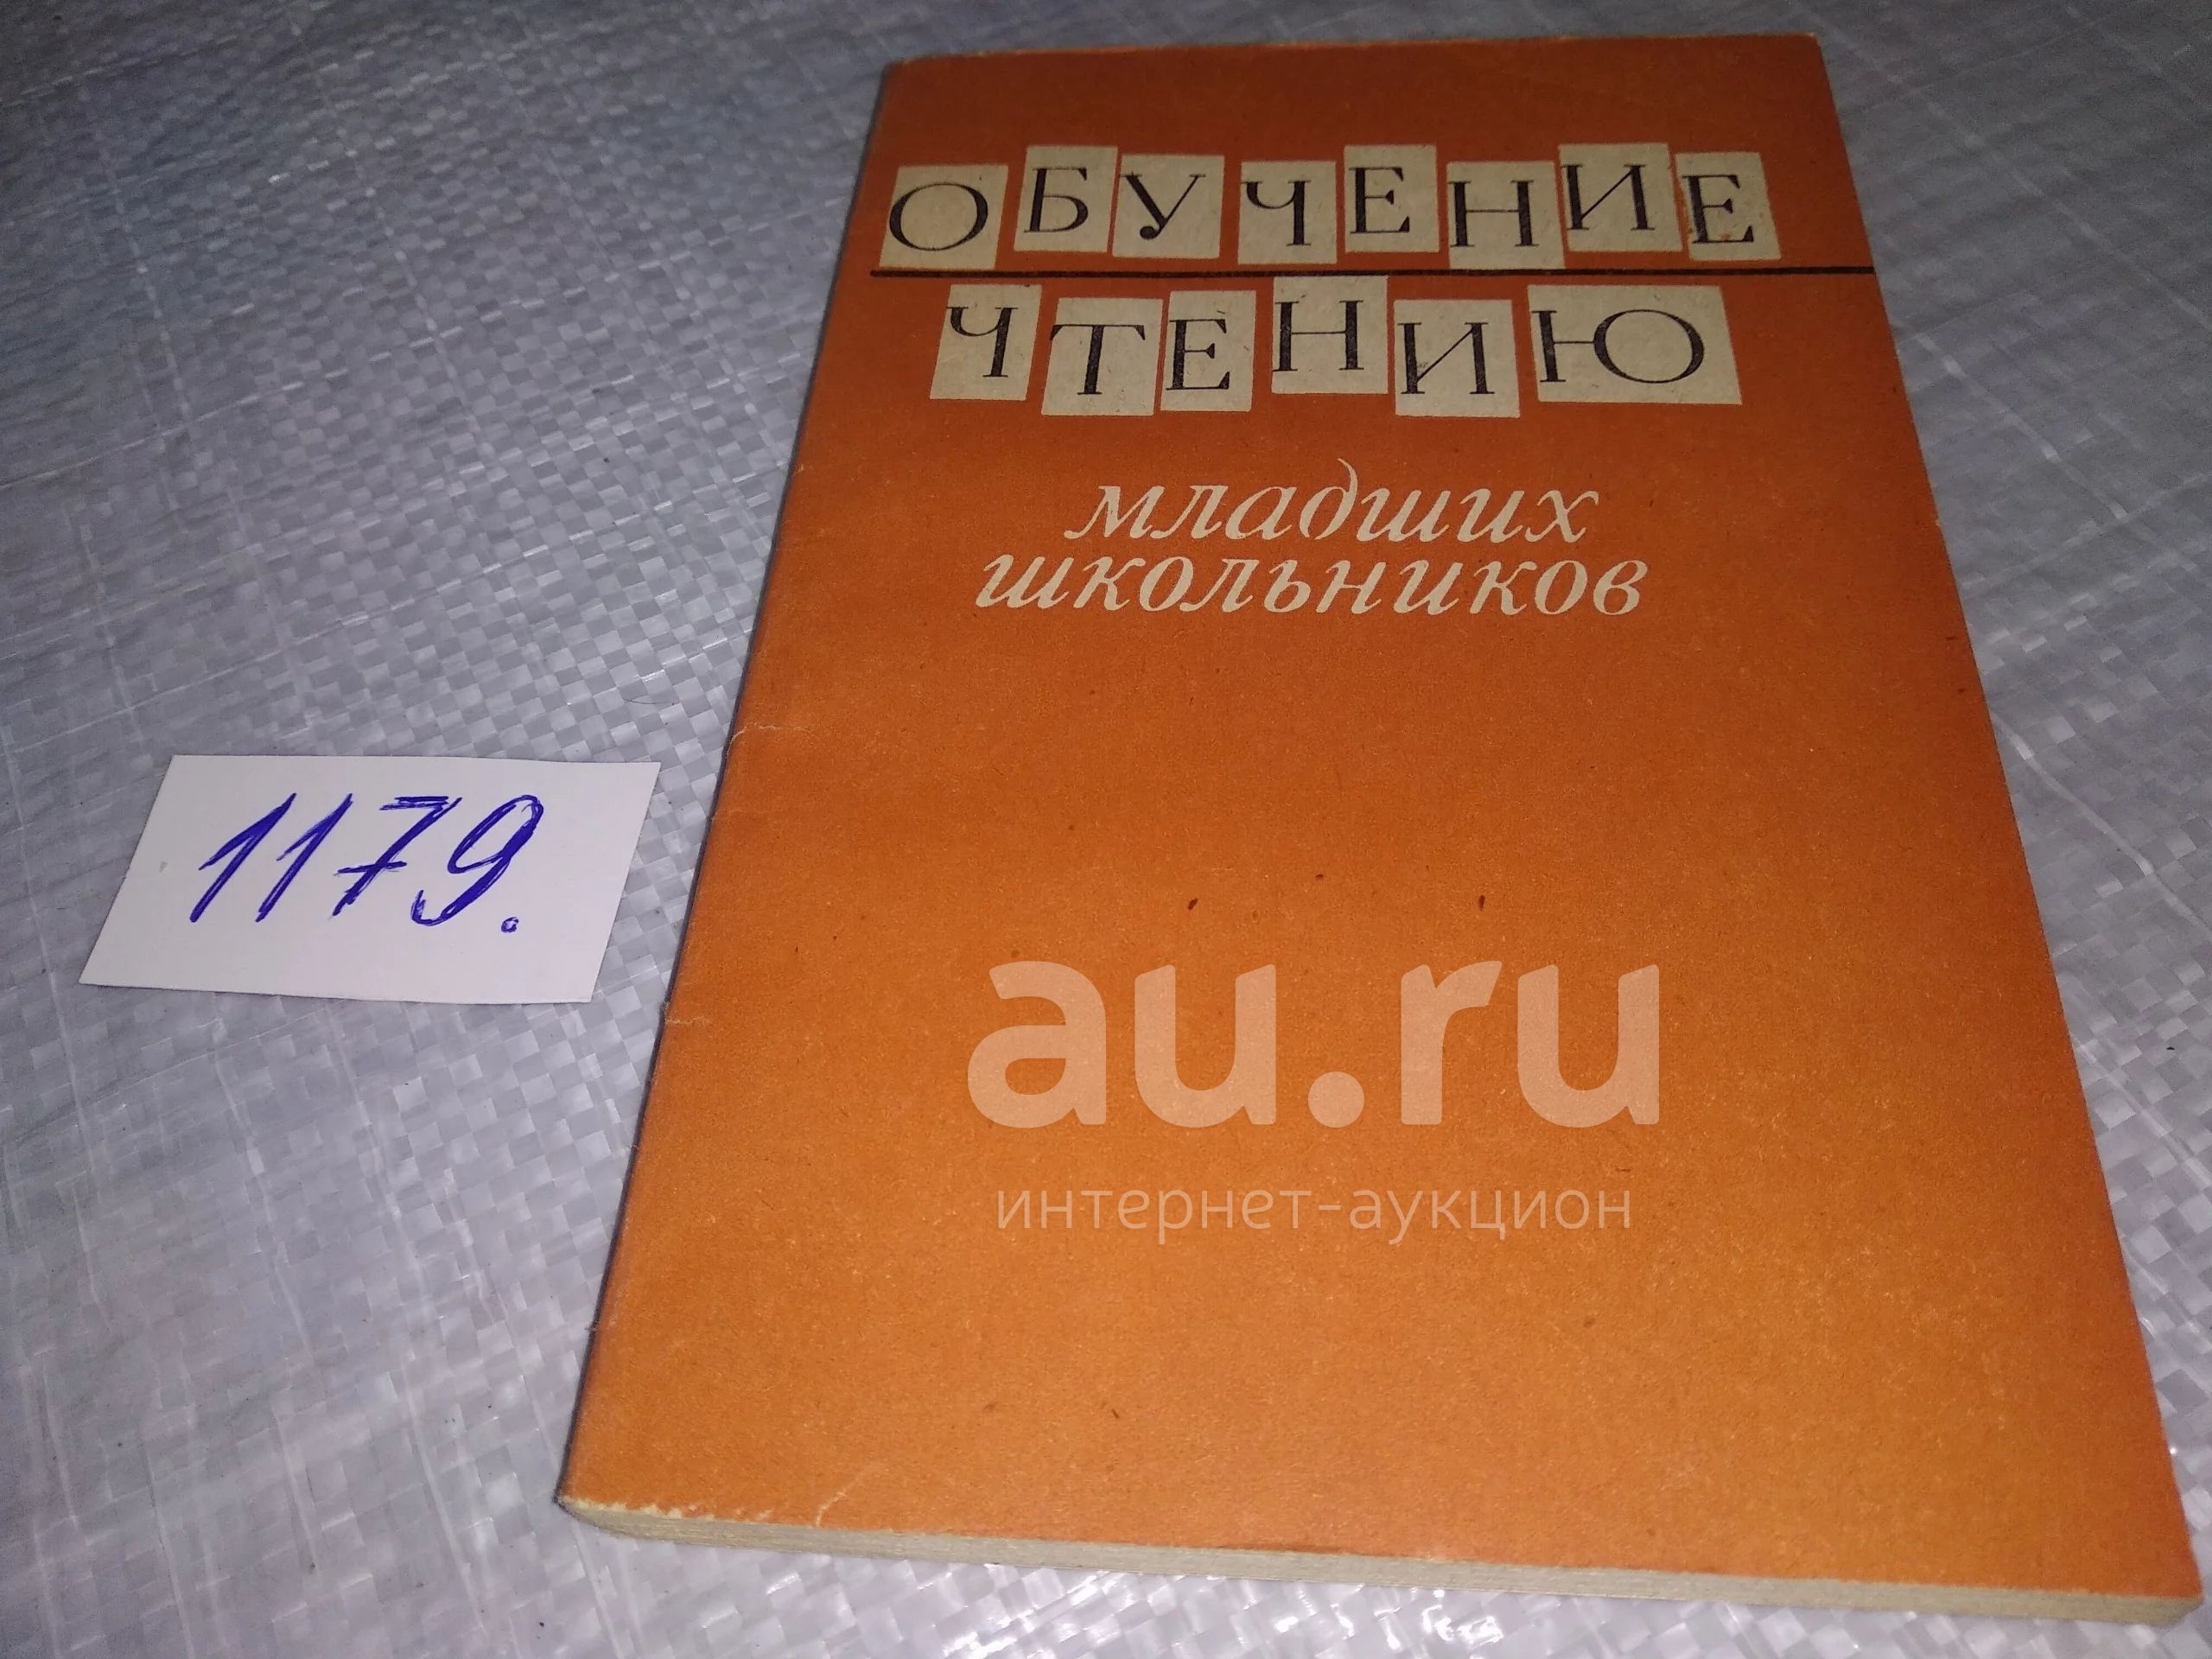 ОБУЧЕНИЕ
ЧТЕНИЮ
младших
школьников
1179.
au.ru
интернет-аукцион